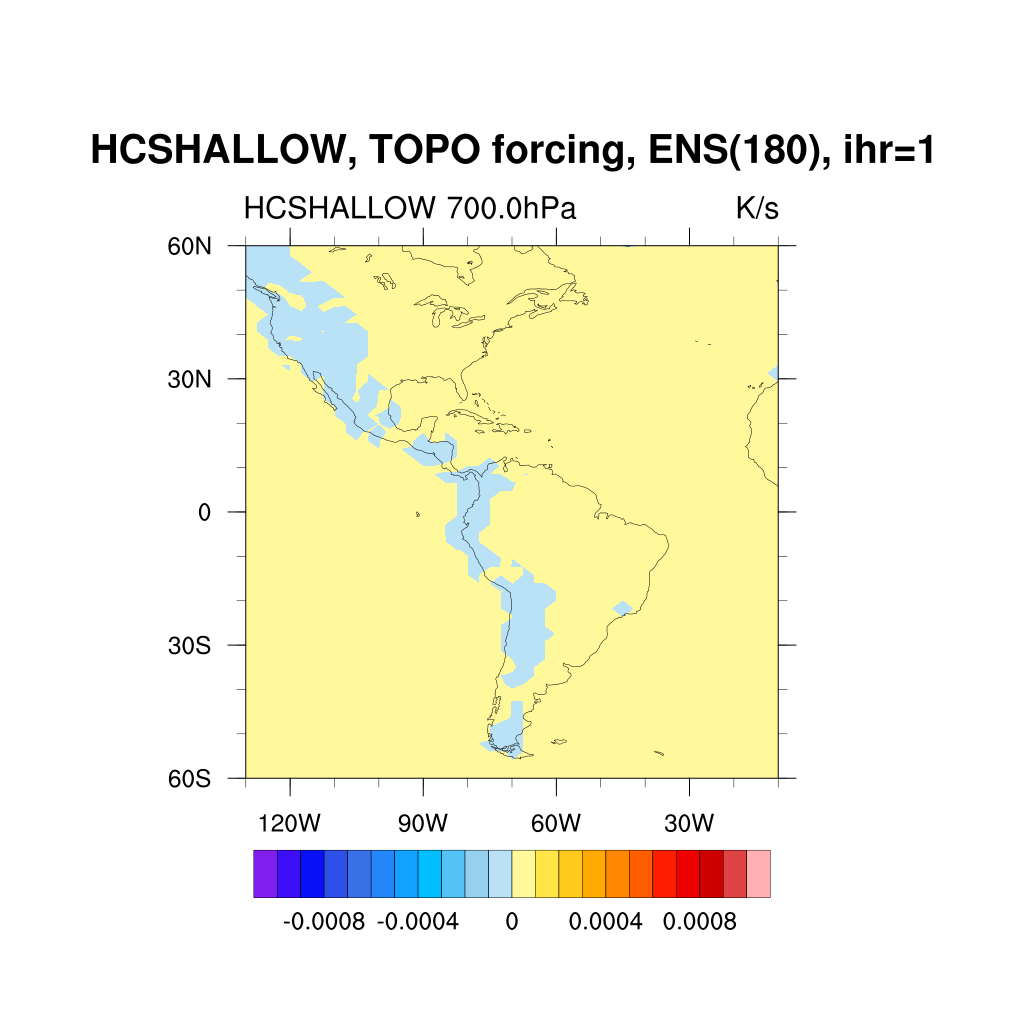 HCSHALLOW, TOPO forcing, ENS(180), ihr=1
HCSHALLOW 700.0hPa K/s
60N
30N
0
30S
60S
120W 90W 60W 30W
-0.0008 -0.0004 0 0.0004 0.0008